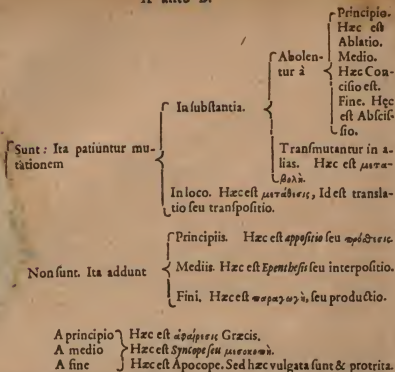 Principio.
Hæc eſt
Ablatio.
Abolen-
tur à
Medio.
Hæc Con-
ciſio eſt.
Fine. Hęc
eſt Abſciſ-
ſio.
In ſubſtantia.
Tranſmutantur in a-
lias. Hæc eſt μετα-
βολὴ.
Sunt: Ita patiuntur mu-
tationem
In loco. Hæc eſt μετάθεσις, Id eſt transla-
tio ſeu tranſpoſitio.
Principiis. Hæc eſt appoſitio ſeu πρόσθεσις.
Non ſunt. Ita addunt
Mediis. Hæc eſt Epentheſis ſeu interpoſitio.
Fini. Hæc eſt παραγωγὴ, ſeu productio.
A principio Hæc eſt ἀφαίρεσις Græcis.
A medio Hæc eſt Syncope ſeu μεσοκοπὴ.
A fine Hæc eſt Apocope. Sed hæc vulgata ſunt & protrita.